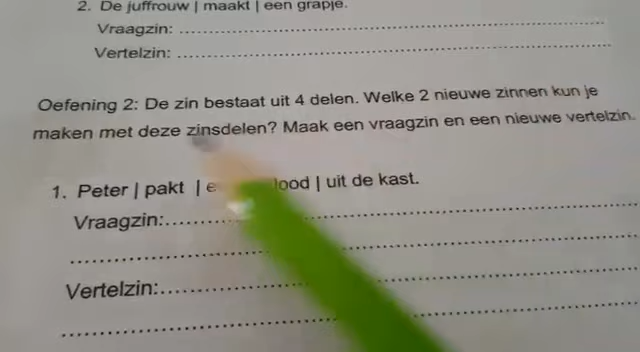 2. De juffrouw | maakt | een grapje.
Vraagzin:
Vertelzin:
Oefening 2: De zin bestaat uit 4 delen. Welke 2 nieuwe zinnen kun je
maken met deze zinsdelen? Maak een vraagzin en een nieuwe vertelzin.
1. Peter | pakt | | uit de kast.
Vraagzin:
Vertelzin: